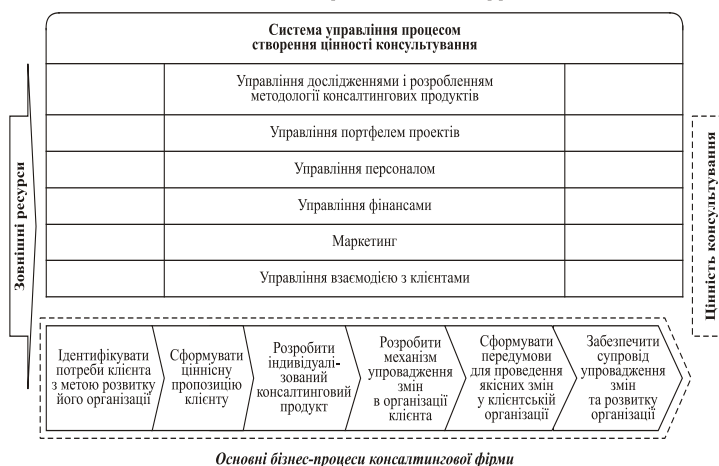 Система управління процесом
створення цінності консультування
Управління дослідженнями і розробленням
методології консалтингових продуктів
Управління портфелем проектів
Управління персоналом
Управління фінансами
Маркетинг
Управління взаємодією з клієнтами
Зовнішні ресурси
Цінність консультування
Ідентифікувати
потреби клієнта
з метою розвитку
його організації
Сформувати
ціннісну
пропозицію
клієнту
Розробити
індивідуалі-
зований
консалтинговий
продукт
Розробити
механізм
упровадження
змін
в організації
клієнта
Сформувати
передумови
для проведення
якісних змін
у клієнтській
організації
Забезпечити
супровід
упровадження
змін
та розвитку
організації
Основні бізнес-процеси консалтингової фірми